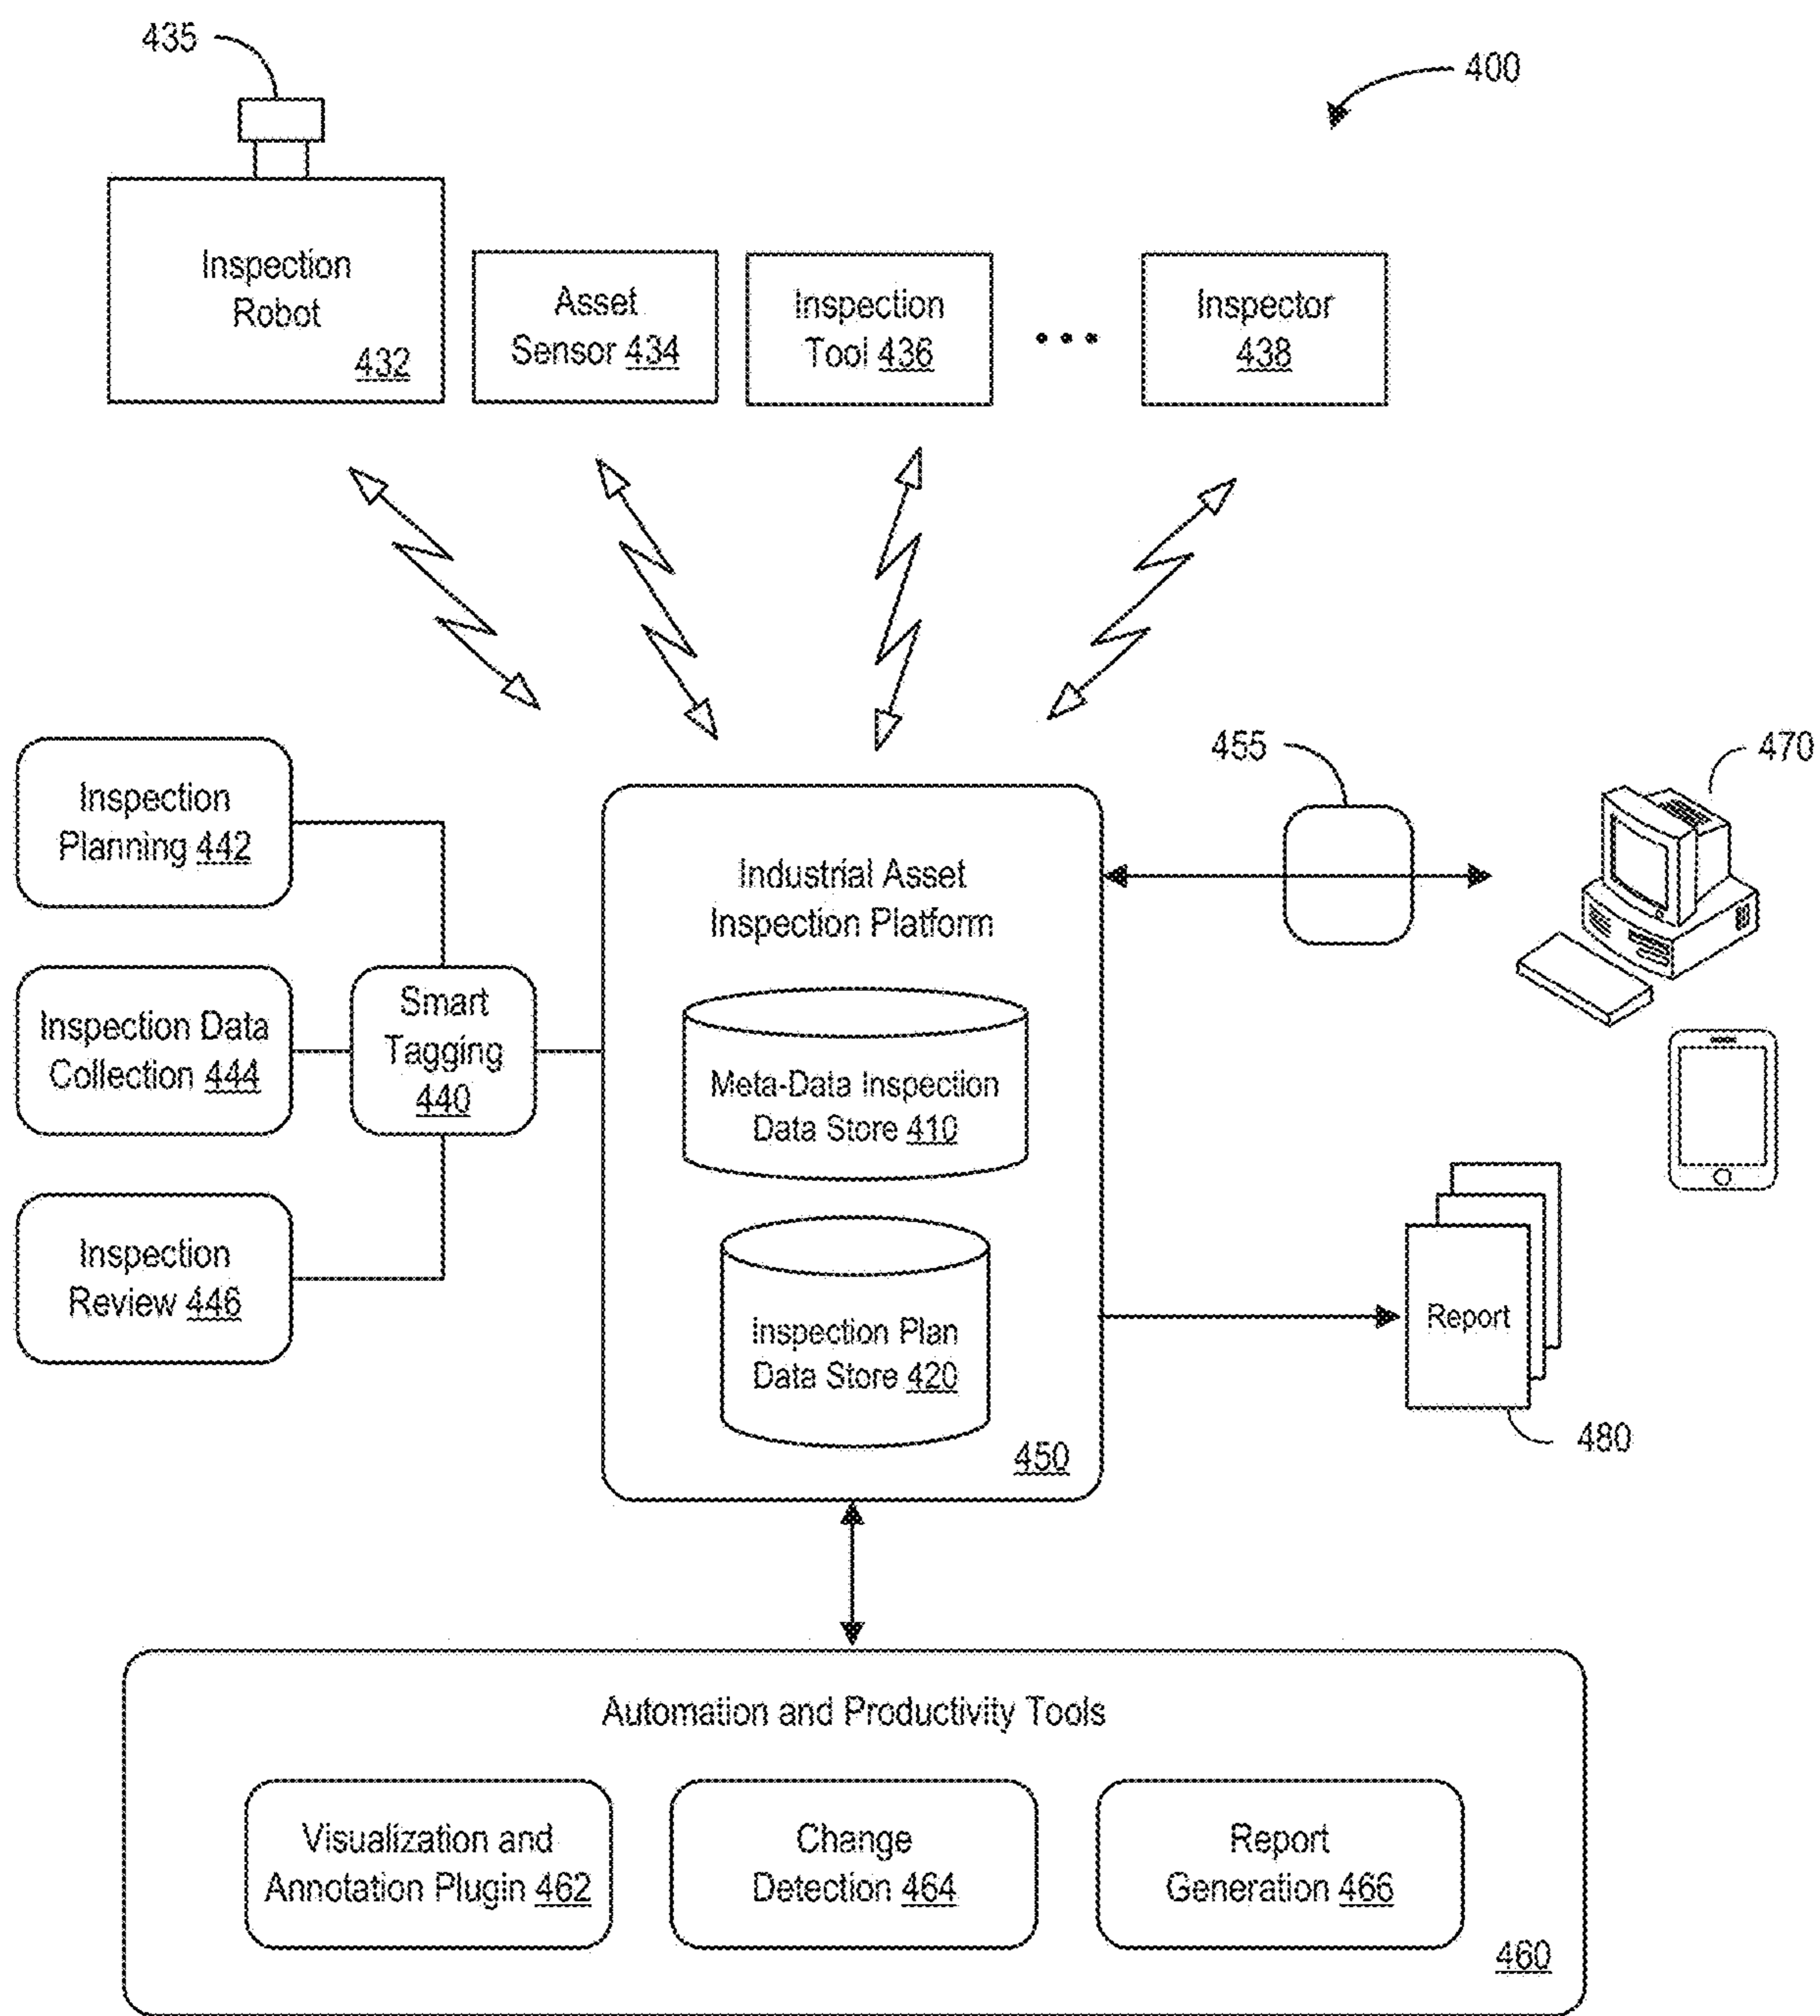 435
400
Inspection
Robot
432
Asset
Sensor 434
Inspection
Tool 436
Inspector
438
455
470
Inspection
Planning 442
Inspection Data
Collection 444
Inspection
Review 446
Smart
Tagging
440
Industrial Asset
Inspection Platform
Meta-Data Inspection
Data Store 410
Inspection Plan
Data Store 420
450
Report
480
Automation and Productivity Tools
Visualization and
Annotation Plugin 462
Change
Detection 464
Report
Generation 466
460